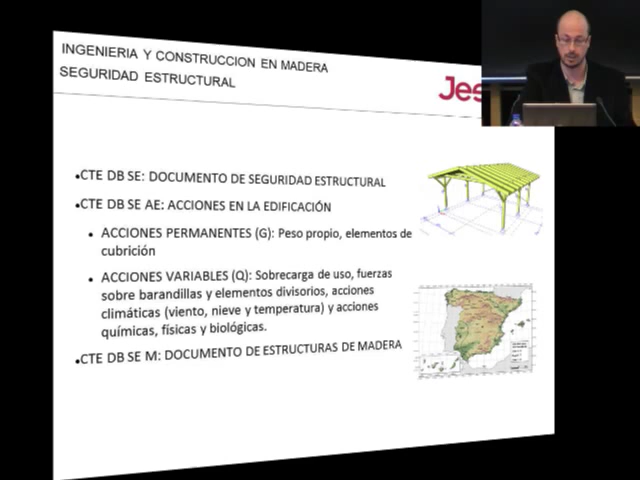 INGENIERIA Y CONSTRUCCION EN MADERA
SEGURIDAD ESTRUCTURAL
Jes
•CTE DB SE: DOCUMENTO DE SEGURIDAD ESTRUCTURAL
•CTE DB SE AE: ACCIONES EN LA EDIFICACIÓN
• ACCIONES PERMANENTES (G): Peso propio, elementos de
cubrición
• ACCIONES VARIABLES (Q): Sobrecarga de uso, fuerzas
sobre barandillas y elementos divisorios, acciones
climáticas (viento, nieve y temperatura) y acciones
químicas, físicas y biológicas.
•CTE DB SE M: DOCUMENTO DE ESTRUCTURAS DE MADERA